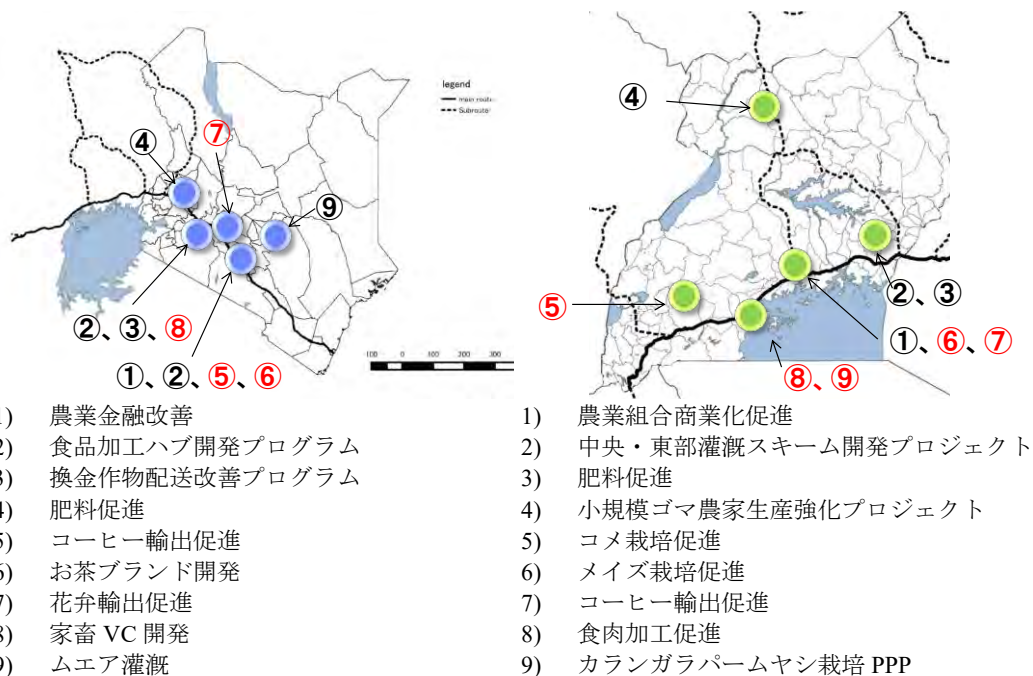 legend
main route
Subroute
④
⑦
⑨
②、③、⑧
①、②、⑤、⑥
100 0 100 200 300
④
⑤
②、③
①、⑥、⑦
⑧、⑨
) 農業金融改善
2) 食品加工ハブ開発プログラム
3) 換金作物配送改善プログラム
4) 肥料促進
5) コーヒー輸出促進
6) お茶ブランド開発
7) 花弁輸出促進
8) 家畜 VC 開発
9) ムエア灌漑
1) 農業組合商業化促進
2) 中央・東部灌漑スキーム開発プロジェクト
3) 肥料促進
4) 小規模ゴマ農家生産強化プロジェクト
5) コメ栽培促進
6) メイズ栽培促進
7) コーヒー輸出促進
8) 食肉加工促進
9) カランガラパームヤシ栽培 PPP